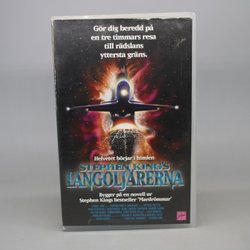 Gör dig beredd på
en tre timmars resa
till rädslans
yttersta gräns.
Helvetet börjar i himlen
STEPHEN KING'S
LANGOLJÄRERNA
Bygger på en novell ur
Stephen Kings bestseller "Mardrömmar"